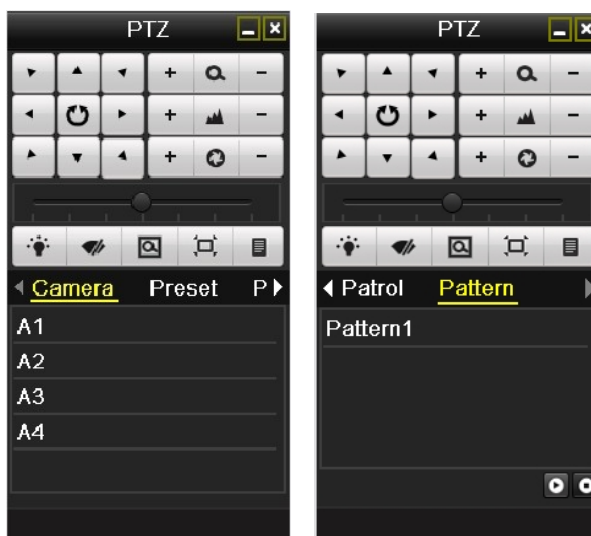 PTZ
Camera Preset P
A1
A2
A3
A4
PTZ
Patrol Pattern
Pattern1